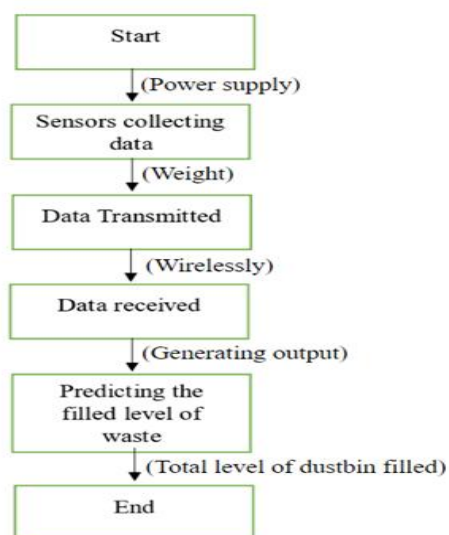 Start
(Power supply)
Sensors collecting
data
(Weight)
Data Transmitted
(Wirelessly)
Data received
(Generating output)
Predicting the
filled level of
waste
(Total level of dustbin filled)
End